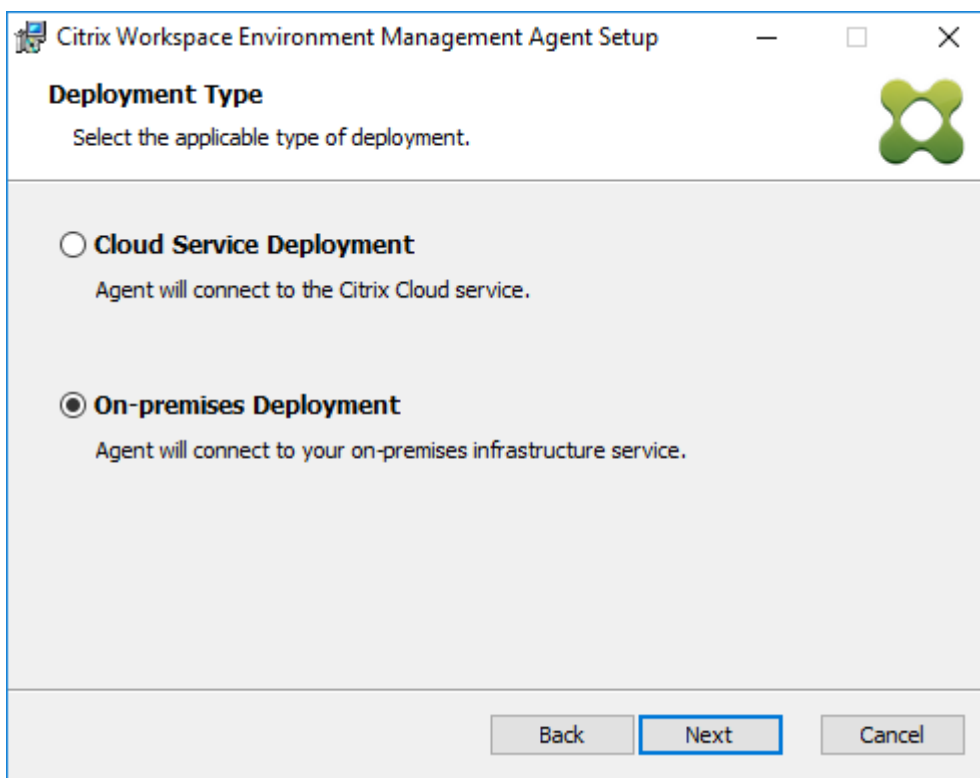 Citrix Workspace Environment Management Agent Setup
Deployment Type
Select the applicable type of deployment.
Cloud Service Deployment
Agent will connect to the Citrix Cloud service.
On-premises Deployment
Agent will connect to your on-premises infrastructure service.
Back Next Cancel